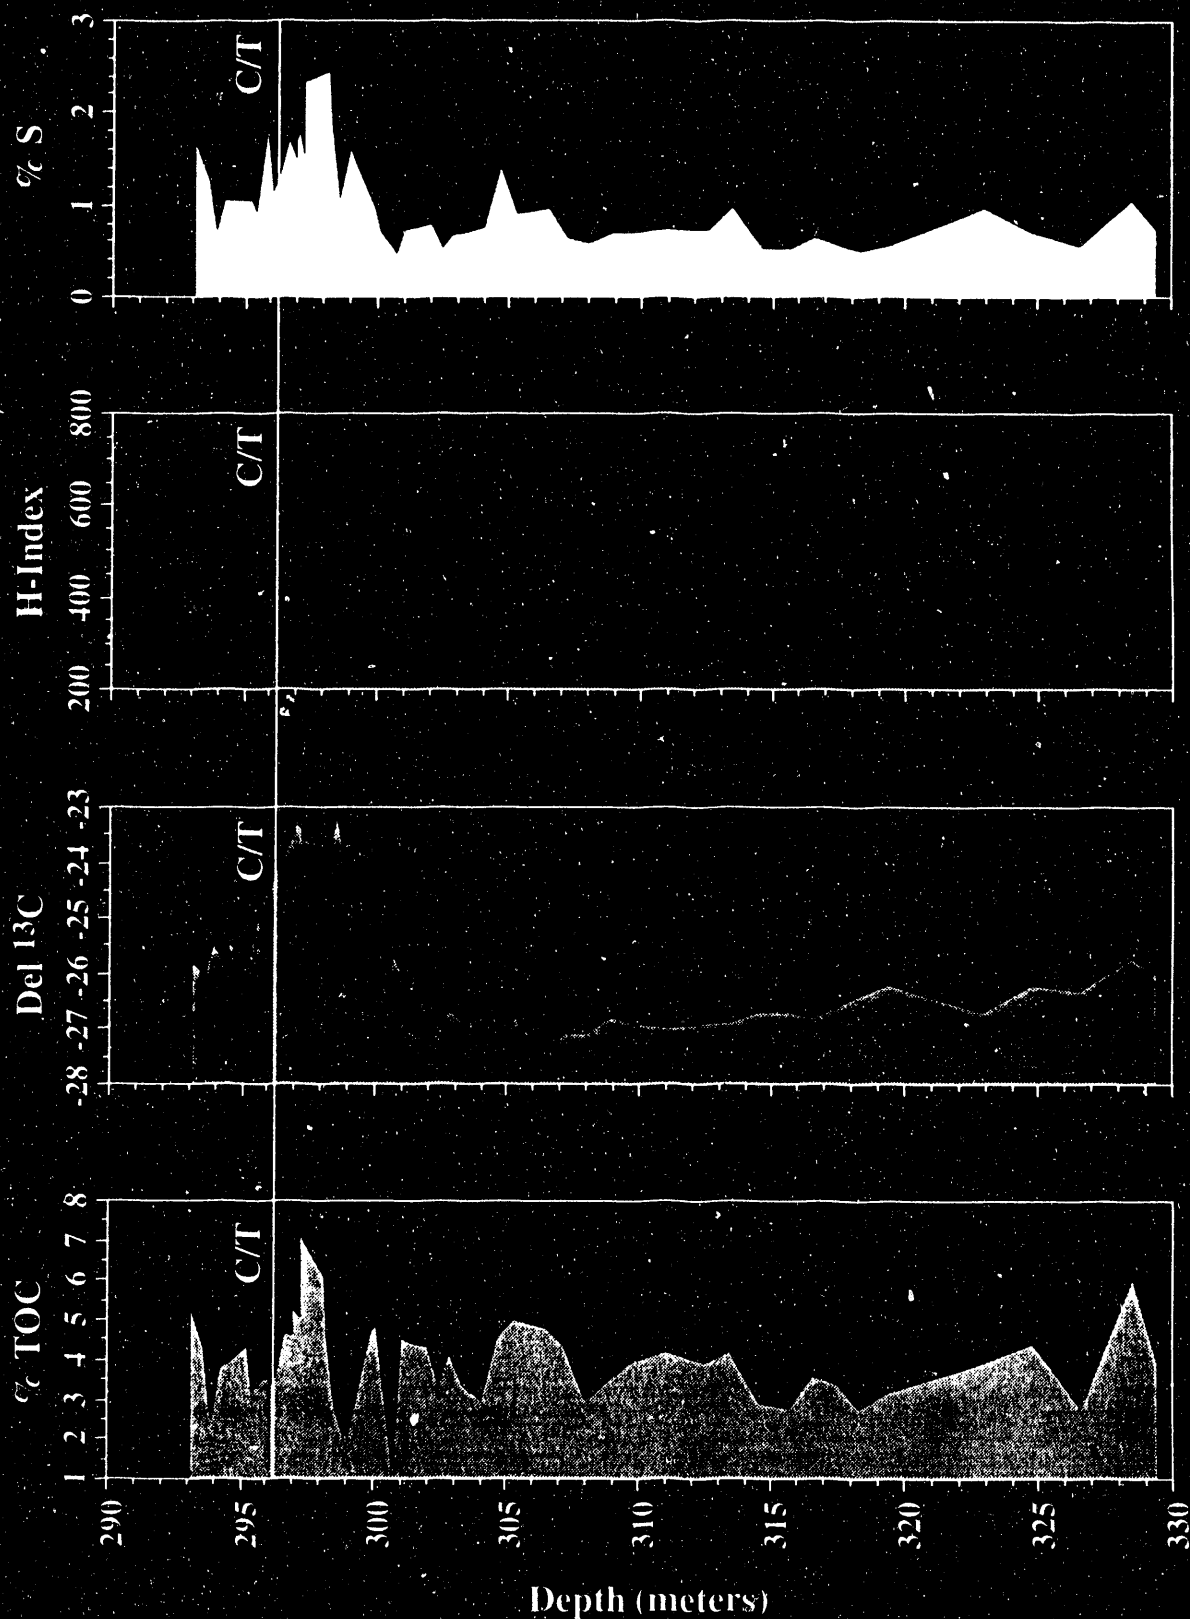 % S
3
2
1
0
C/T
H-Index
800
600
400
200
C/T
Del 13C
-28 -27 -26 -25 -24 -23
C/T
% TOC
1 2 3 4 5 6 7 8
C/T
290 295 300 305 310 315 320 325 330
Depth (meters)